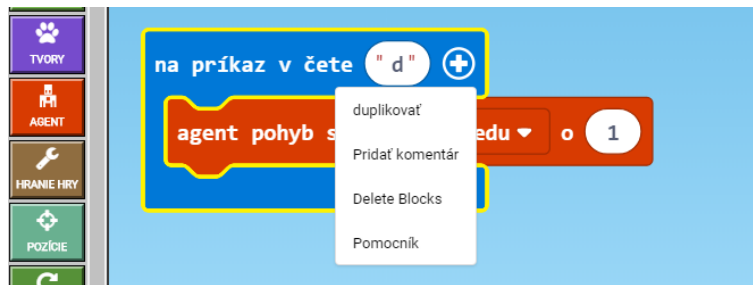 TVORY
AGENT
HRANIE HRY
POZÍCIE
na príkaz v čete "d"
duplikovať
agent pohyb s edu o 1
Pridať komentár
Delete Blocks
Pomocník